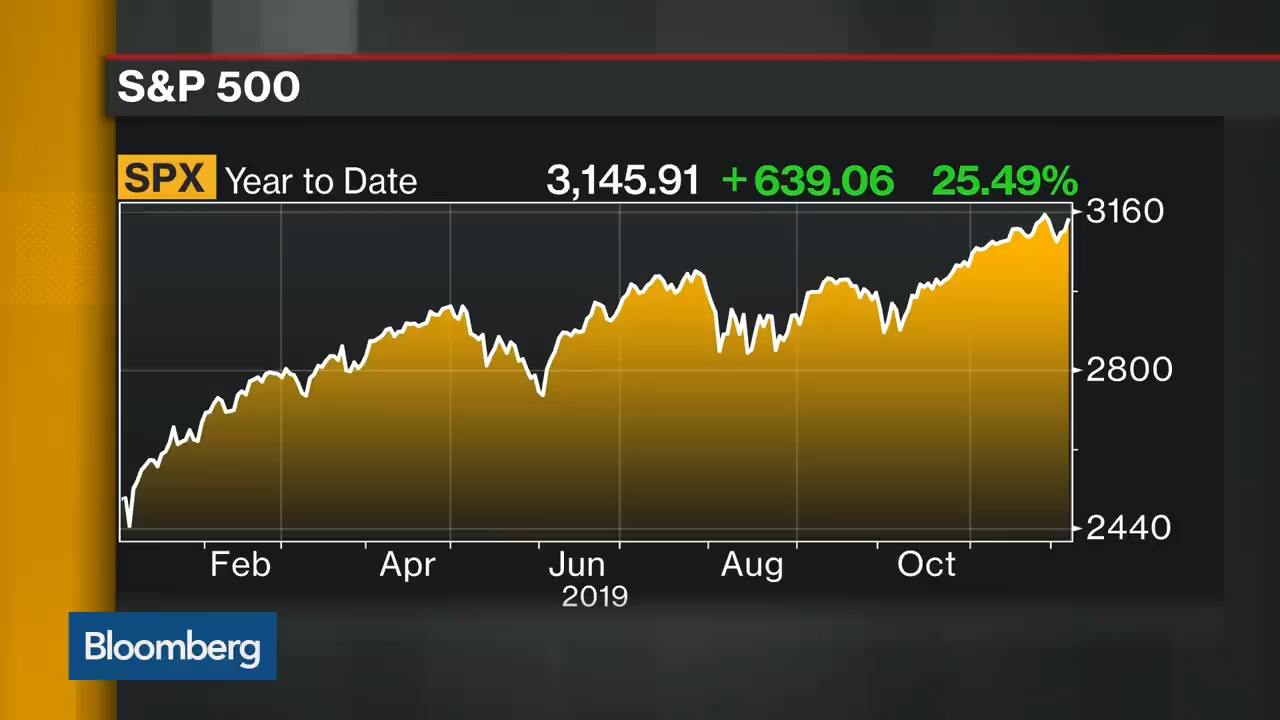 S&P 500
SPX Year to Date 3,145.91 +639.06 25.49%
3160
2800
2440
Feb Apr Jun Aug Oct
2019
Bloomberg